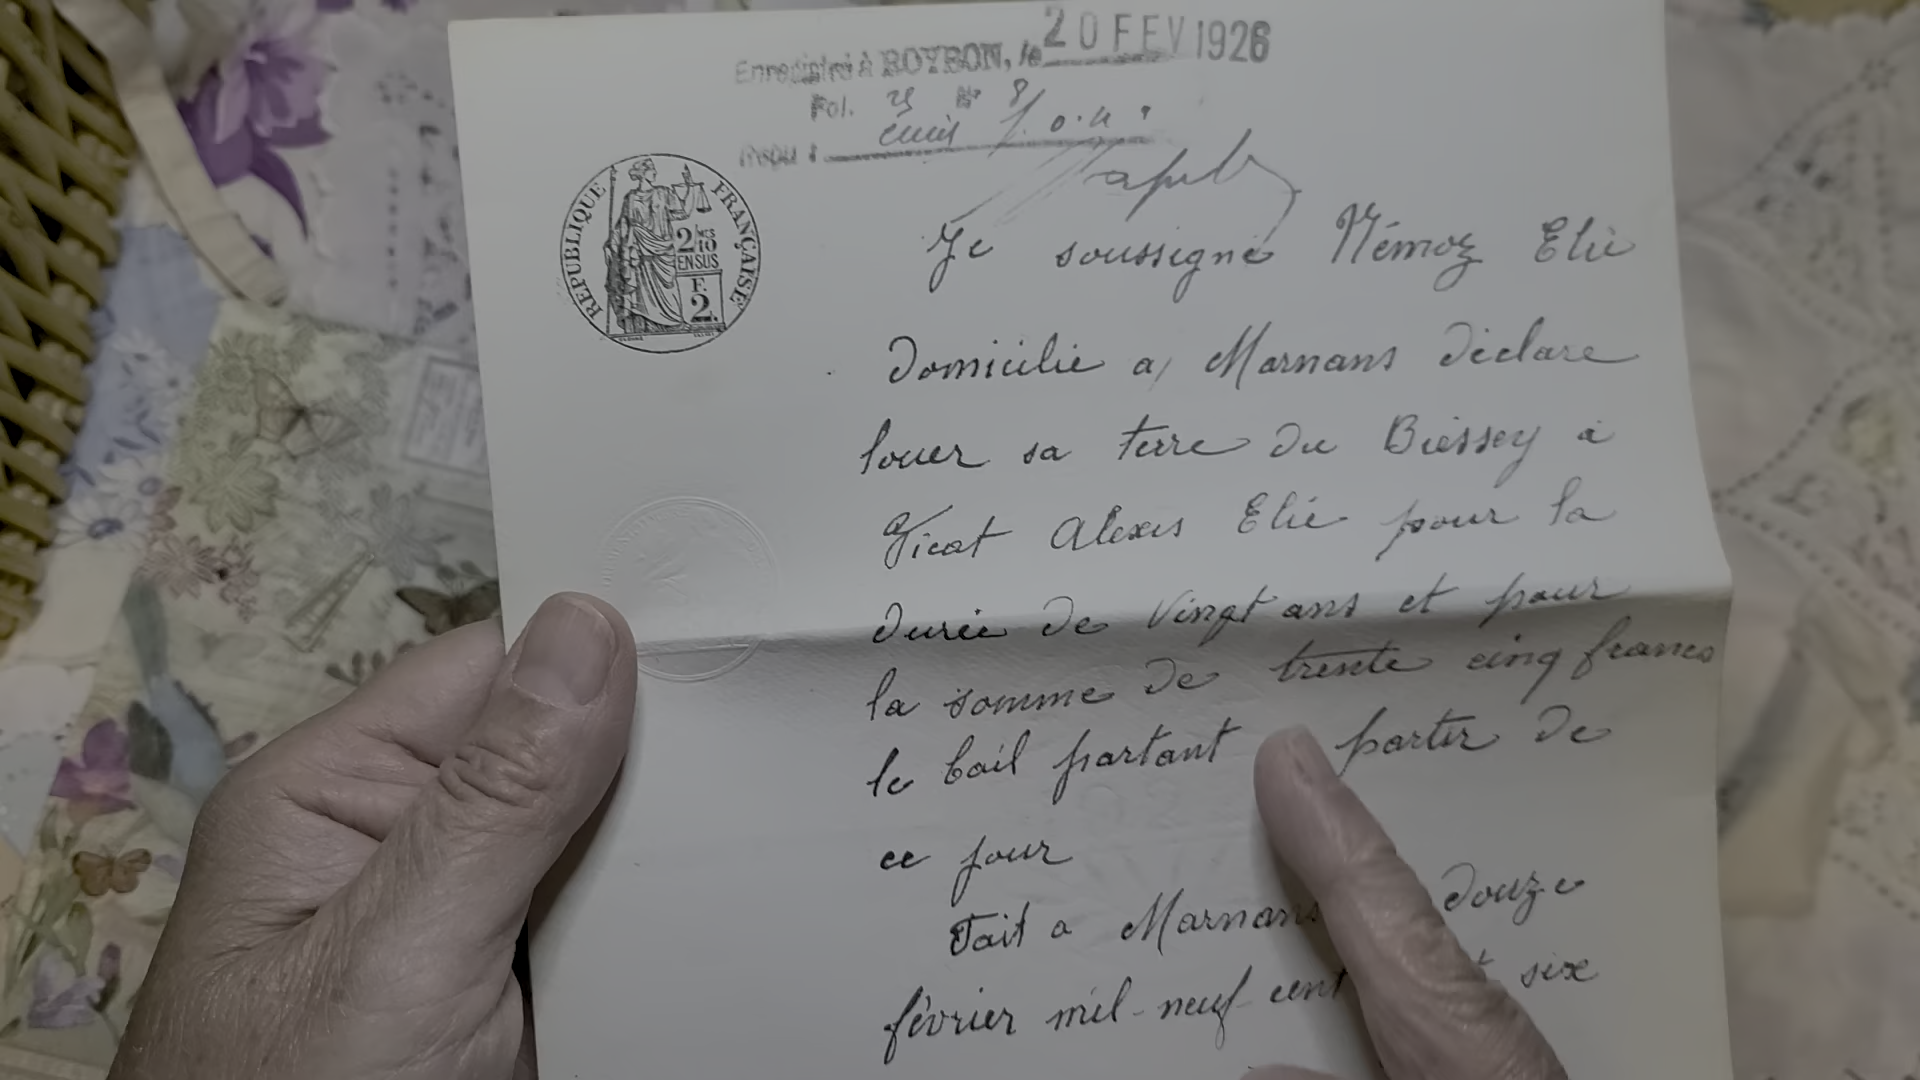 Enregistré à ROYBON, le 20 FEV 1926
Fol. 25 N° 8
RÉPUBLIQUE FRANÇAISE
2/10
EN SUS
F.
2.
Je soussigné Némoz Elie
domicilié a Marnans déclare
louer sa terre du Biessey a
Vicat Alexis Elie pour la
durée de vingt ans et pour
la somme de trente cinq francs
le bail partant partir de
ce jour
Fait a Marnans douze
février mil-neuf cent six